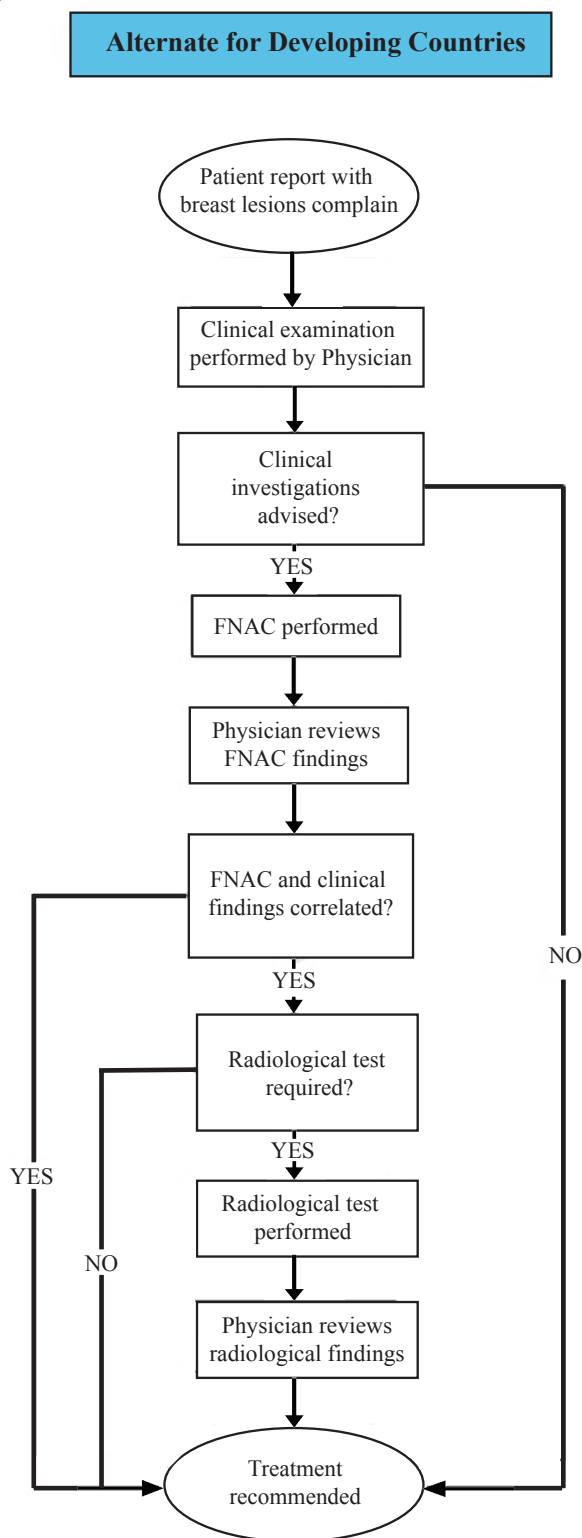 Alternate for Developing Countries
Patient report with
breast lesions complain
Clinical examination
performed by Physician
Clinical
investigations
advised?
YES
FNAC performed
Physician reviews
FNAC findings
FNAC and clinical
findings correlated?
NO
YES
Radiological test
required?
YES
YES
Radiological test
performed
NO
Physician reviews
radiological findings
Treatment
recommended